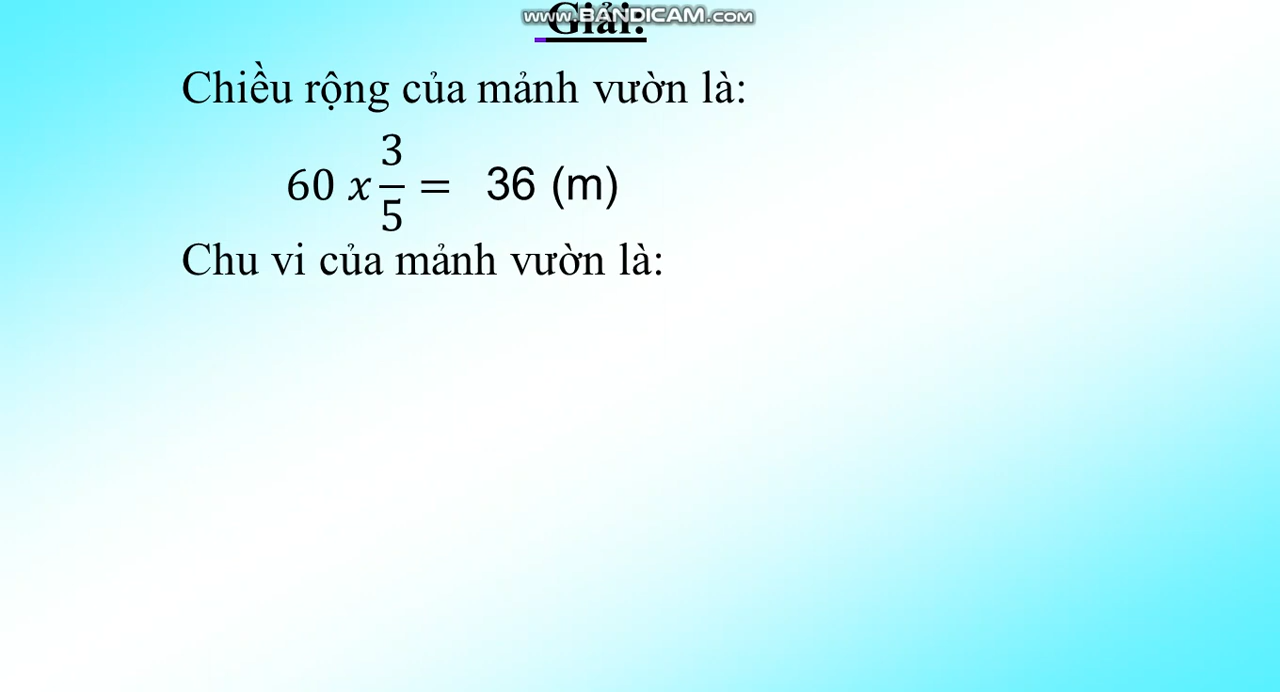 www.BANDICAM.com
Giải:
Chiều rộng của mảnh vườn là:
60 x 3/5 = 36 (m)
Chu vi của mảnh vườn là: